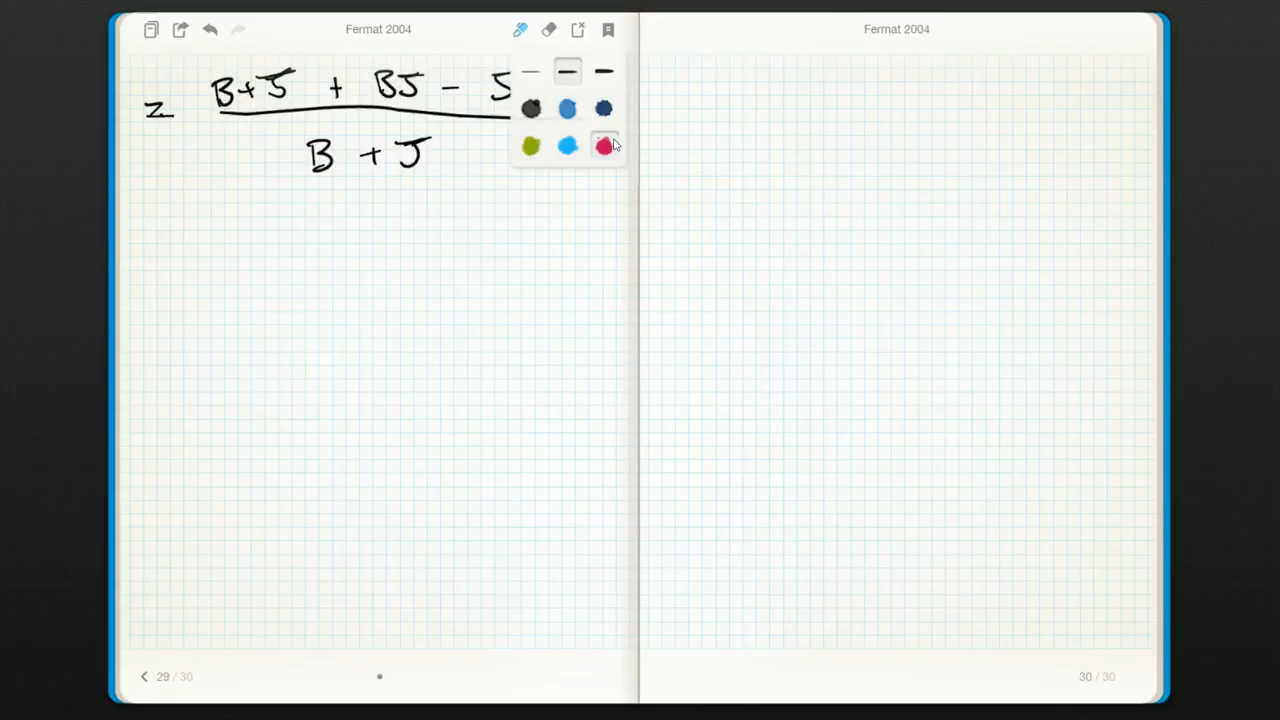 Fermat 2004
B+J + BJ - 5
=
B + J
29 / 30
Fermat 2004
30 / 30